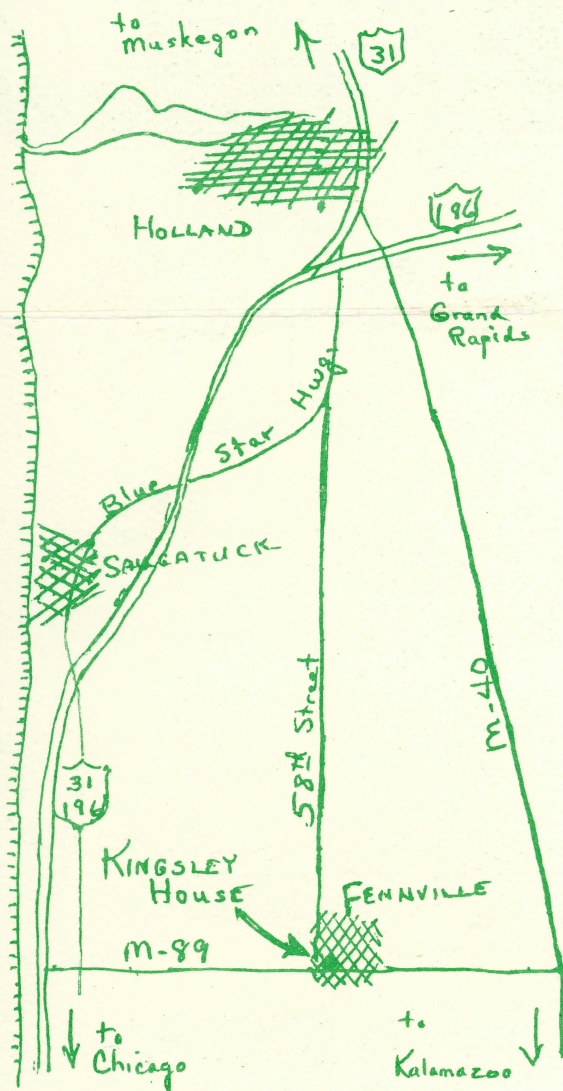 to
Muskegon
31
HOLLAND
196
to
Grand
Rapids
Blue Star Hwy.
SAUGATUCK
58th Street
M-40
31
196
KINGSLEY
HOUSE
FENNVILLE
M-89
to
Chicago
to
Kalamazoo